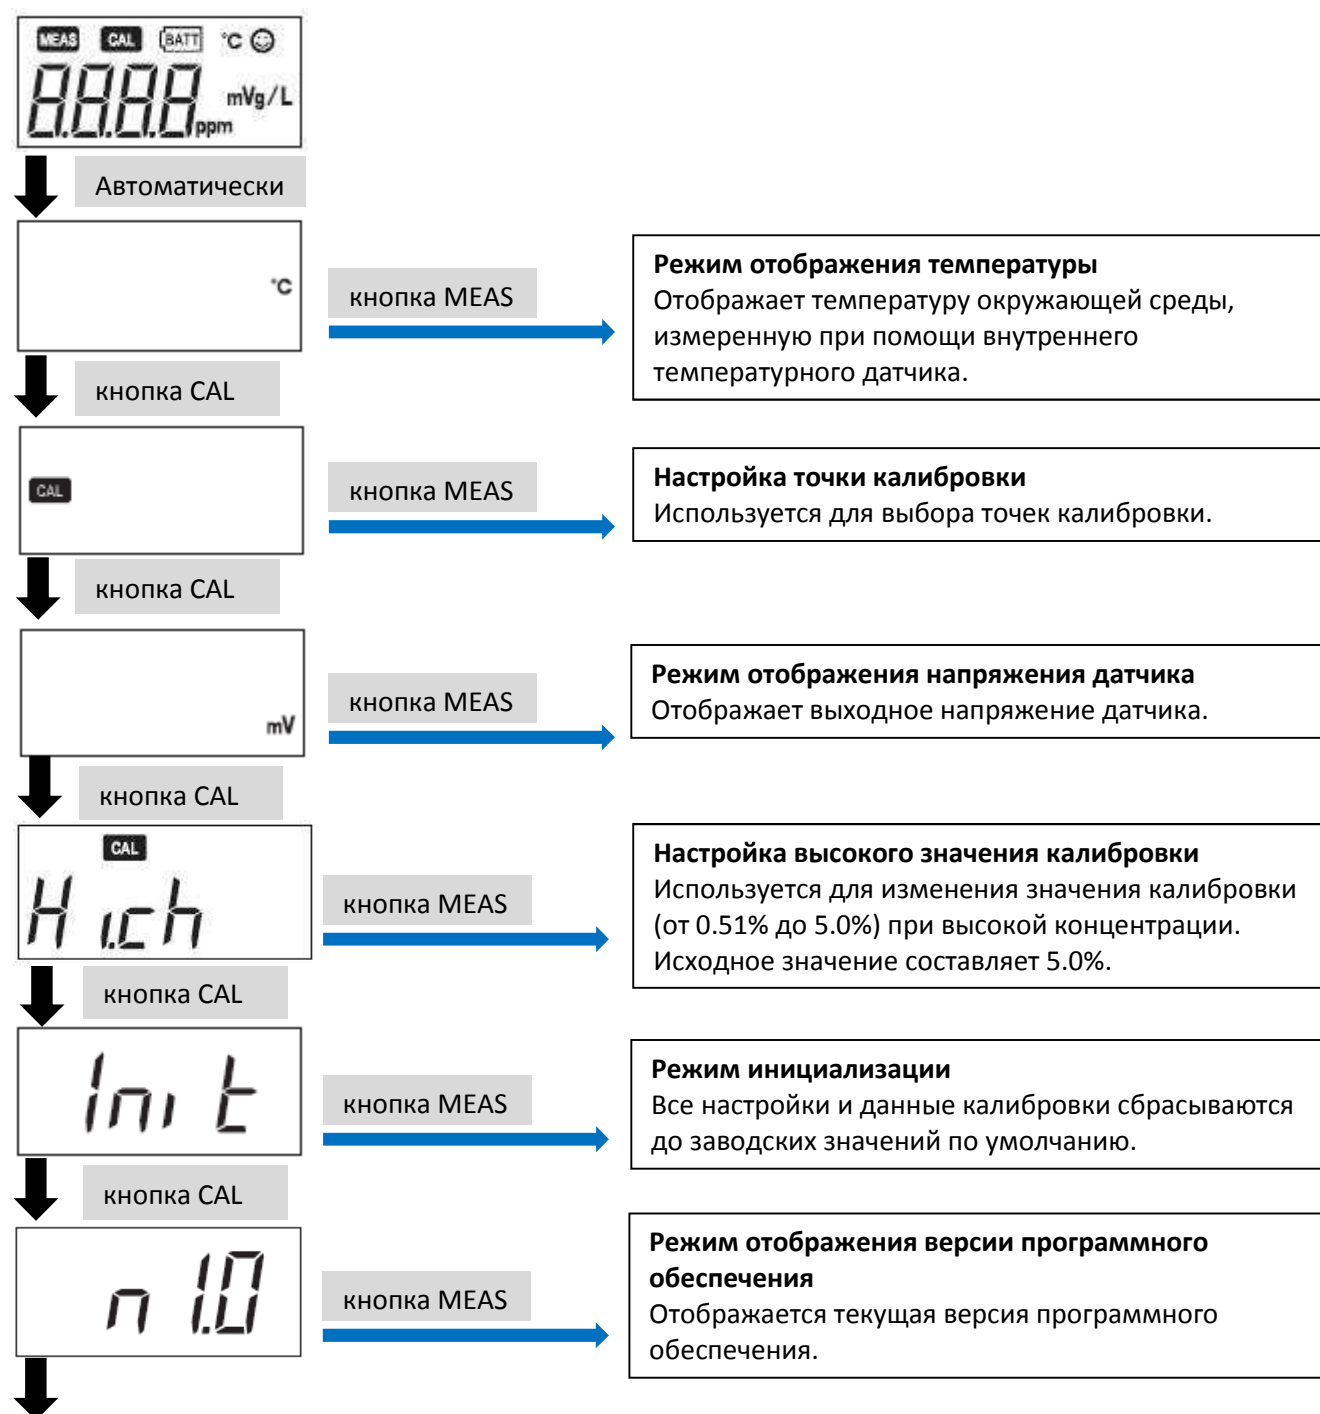 MEAS CAL BATT °C
8.8.8.8 mVg/L
ppm
Автоматически
°C
кнопка MEAS
Режим отображения температуры
Отображает температуру окружающей среды,
измеренную при помощи внутреннего
температурного датчика.
кнопка CAL
CAL
кнопка MEAS
Настройка точки калибровки
Используется для выбора точек калибровки.
кнопка CAL
mV
кнопка MEAS
Режим отображения напряжения датчика
Отображает выходное напряжение датчика.
кнопка CAL
CAL
Hi.ch
кнопка MEAS
Настройка высокого значения калибровки
Используется для изменения значения калибровки
(от 0.51% до 5.0%) при высокой концентрации.
Исходное значение составляет 5.0%.
кнопка CAL
Init
кнопка MEAS
Режим инициализации
Все настройки и данные калибровки сбрасываются
до заводских значений по умолчанию.
кнопка CAL
n 1.0
кнопка MEAS
Режим отображения версии программного
обеспечения
Отображается текущая версия программного
обеспечения.